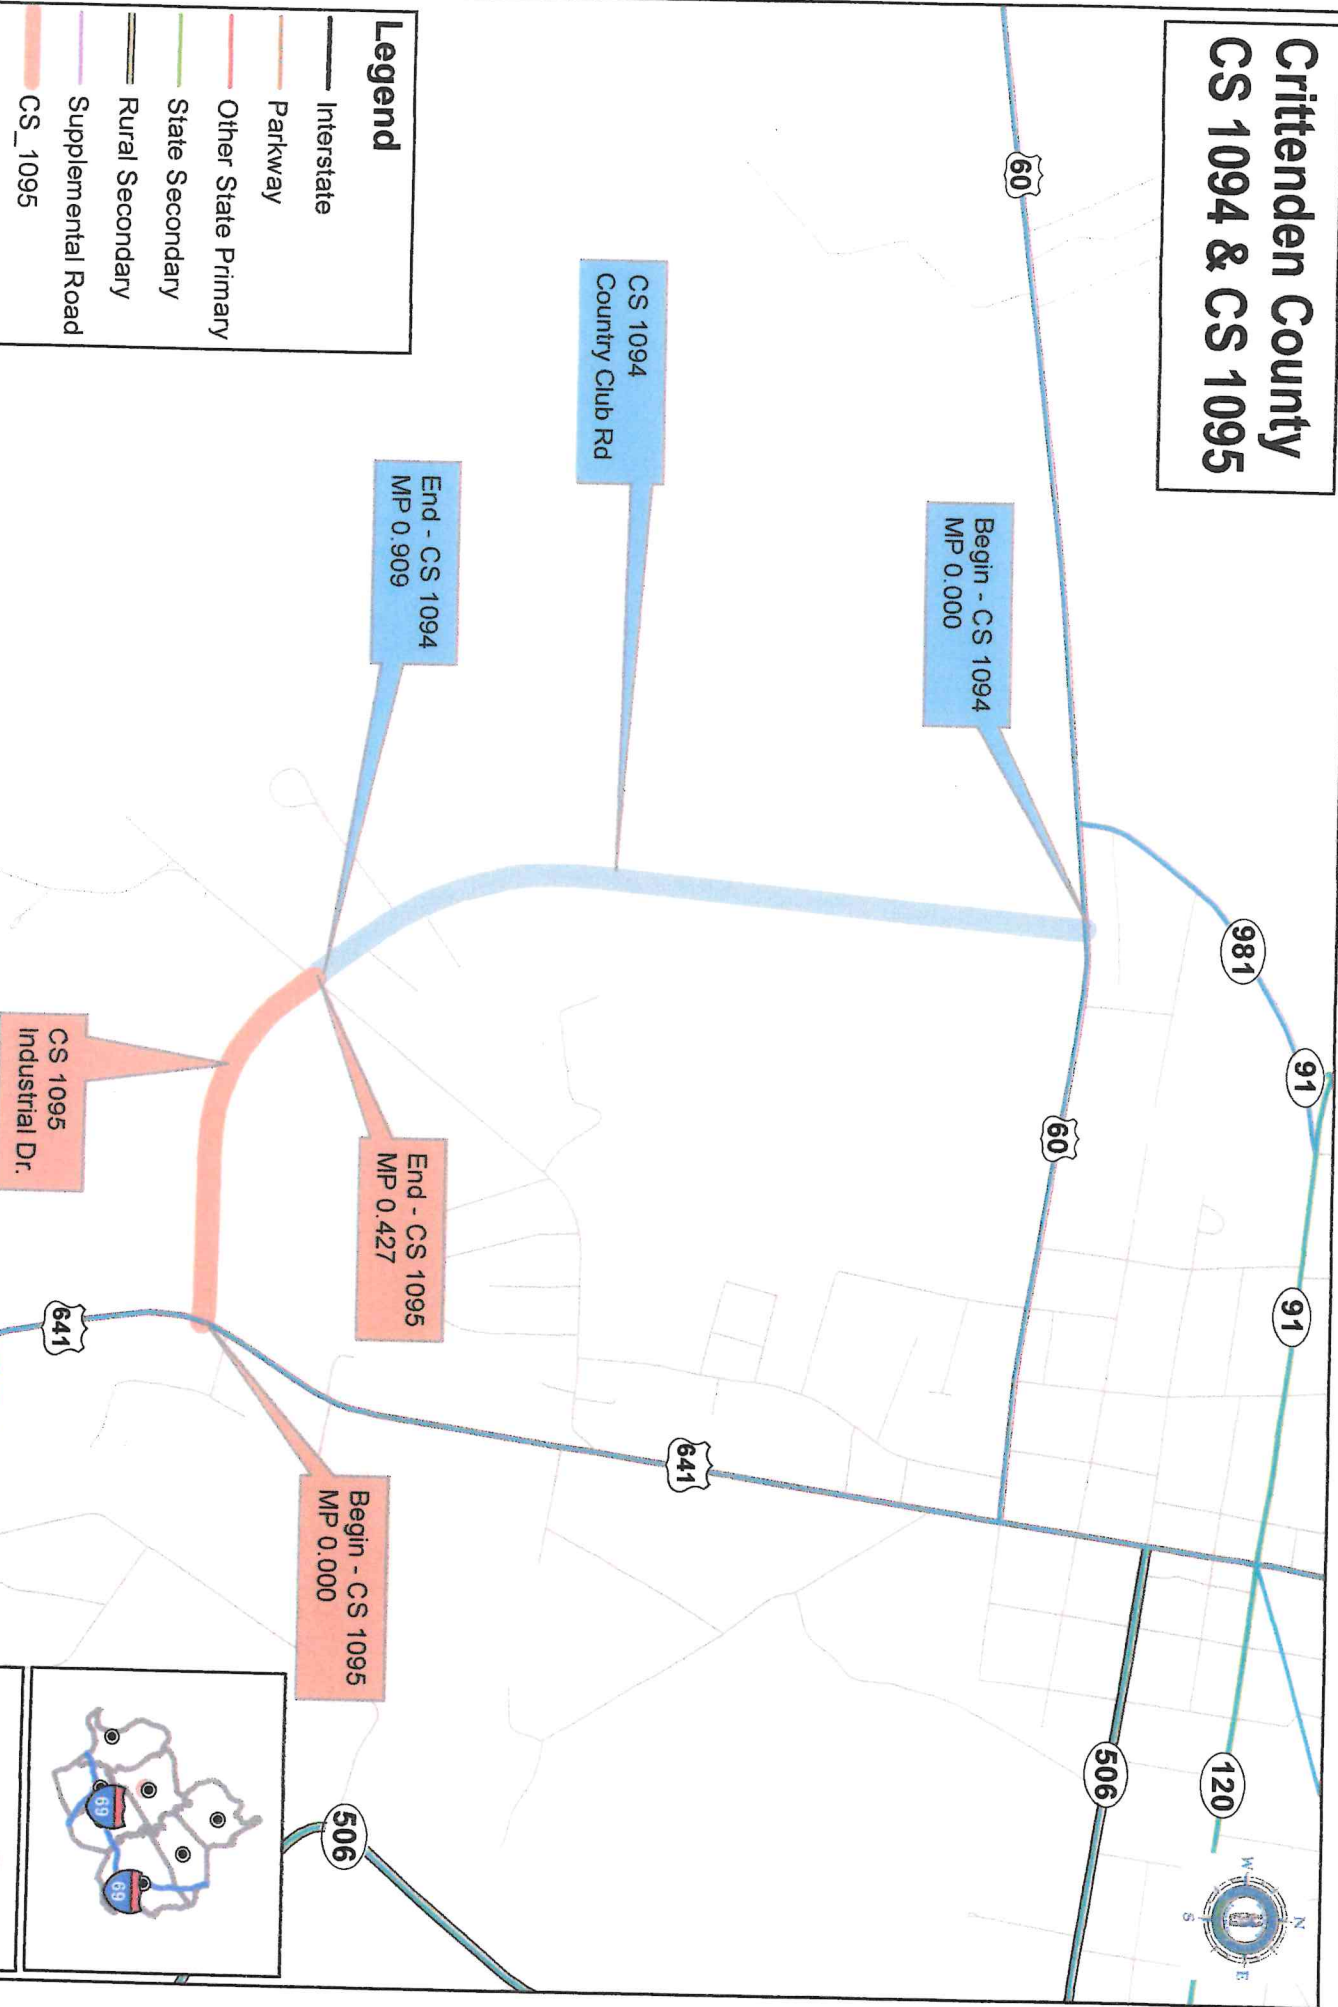 Crittenden County
CS 1094 & CS 1095
60
Begin - CS 1094
MP 0.000
981
91
91
60
CS 1094
Country Club Rd
End - CS 1094
MP 0.909
End - CS 1095
MP 0.427
CS 1095
Industrial Dr.
641
641
Begin - CS 1095
MP 0.000
506
120
506
N
W
E
S
69
69
Legend
Interstate
Parkway
Other State Primary
State Secondary
Rural Secondary
Supplemental Road
CS_1095